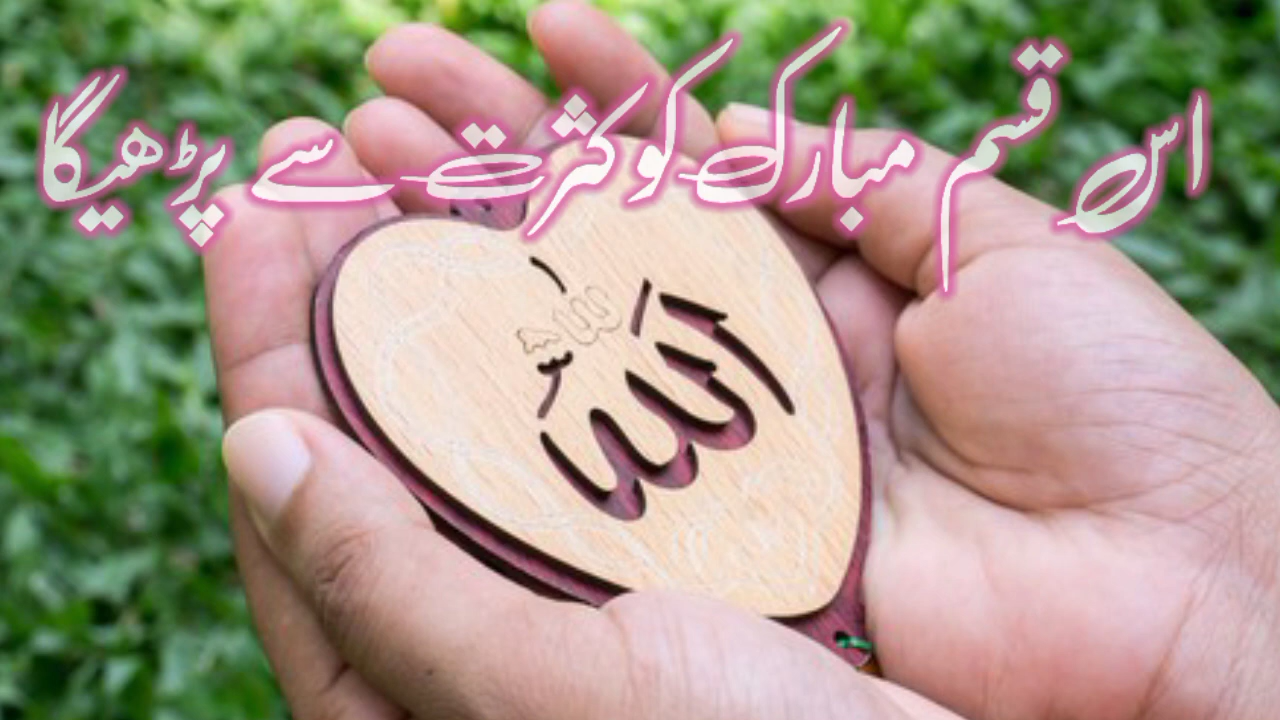 اس قسم مبارک کو کثرت سے پڑھیگا
الله